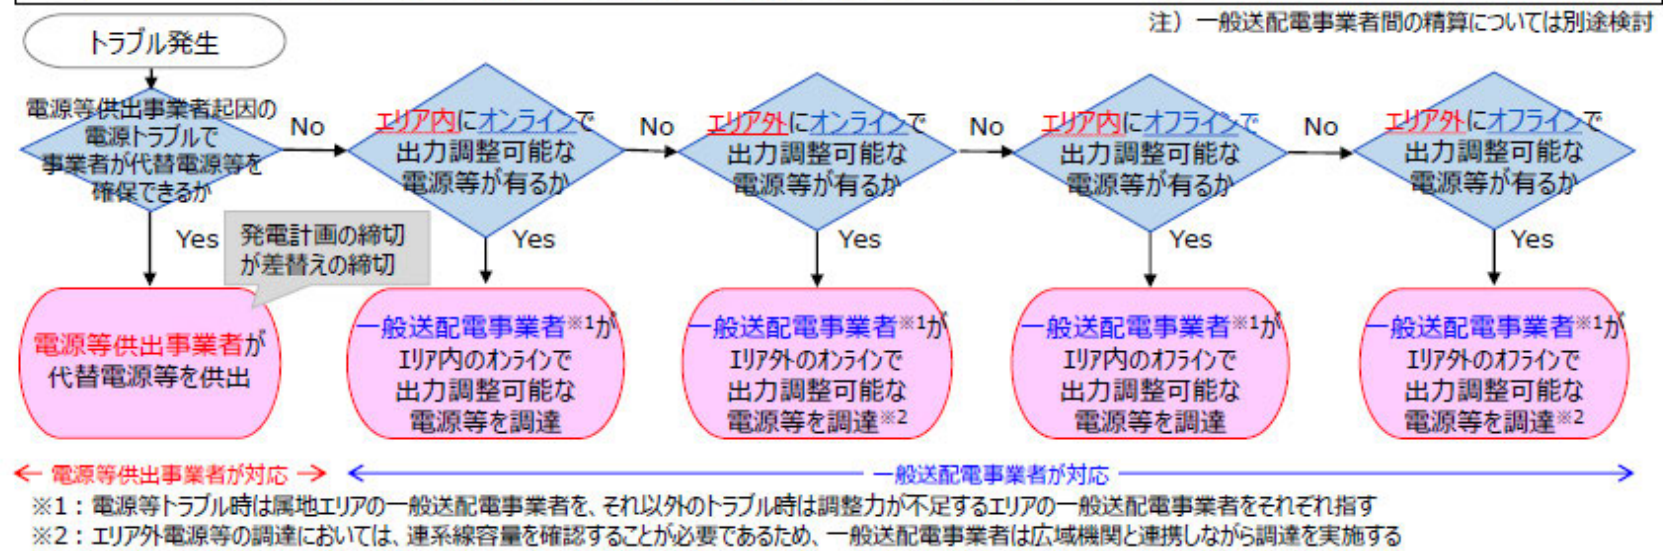 注）一般送配電事業者間の精算については別途検討
トラブル発生
電源等供出事業者起因の
電源トラブルで
事業者が代替電源等を
確保できるか
No
エリア内にオンラインで
出力調整可能な
電源等が有るか
No
エリア外にオンラインで
出力調整可能な
電源等が有るか
No
エリア内にオフラインで
出力調整可能な
電源等が有るか
No
エリア外にオフラインで
出力調整可能な
電源等が有るか
Yes
発電計画の締切
が差替えの締切
Yes
Yes
Yes
Yes
電源等供出事業者が
代替電源等を供出
一般送配電事業者※1が
エリア内のオンラインで
出力調整可能な
電源等を調達
一般送配電事業者※1が
エリア外のオンラインで
出力調整可能な
電源等を調達※2
一般送配電事業者※1が
エリア内のオフラインで
出力調整可能な
電源等を調達
一般送配電事業者※1が
エリア外のオフラインで
出力調整可能な
電源等を調達※2
電源等供出事業者が対応
一般送配電事業者が対応
※1：電源等トラブル時は属地エリアの一般送配電事業者を、それ以外のトラブル時は調整力が不足するエリアの一般送配電事業者をそれぞれ指す
※2：エリア外電源等の調達においては、連系線容量を確認することが必要であるため、一般送配電事業者は広域機関と連携しながら調達を実施する